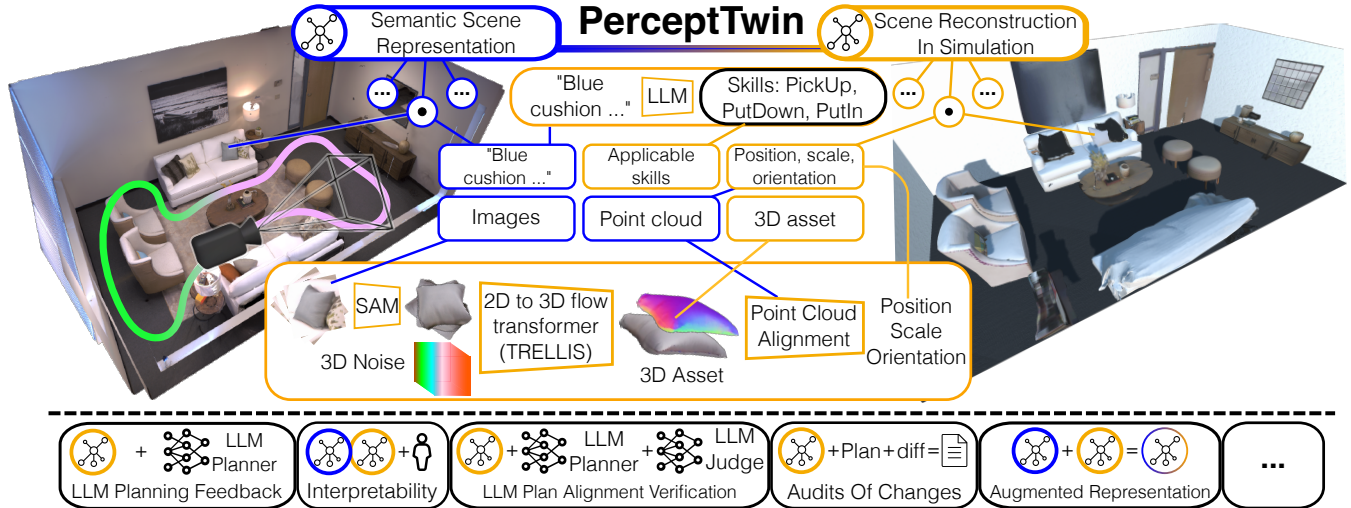 PerceptTwin
Semantic Scene
Representation
Scene Reconstruction
In Simulation
...
...
...
...
"Blue
cushion ..."
LLM
Skills: PickUp,
PutDown, PutIn
"Blue
cushion ..."
Applicable
skills
Position, scale,
orientation
Images
Point cloud
3D asset
SAM
3D Noise
2D to 3D flow
transformer
(TRELLIS)
3D Asset
Point Cloud
Alignment
Position
Scale
Orientation
+ LLM
Planner
LLM Planning Feedback
+
Interpretability
+ LLM
Planner
+ LLM
Judge
LLM Plan Alignment Verification
+Plan+diff=
Audits Of Changes
+ =
Augmented Representation
...